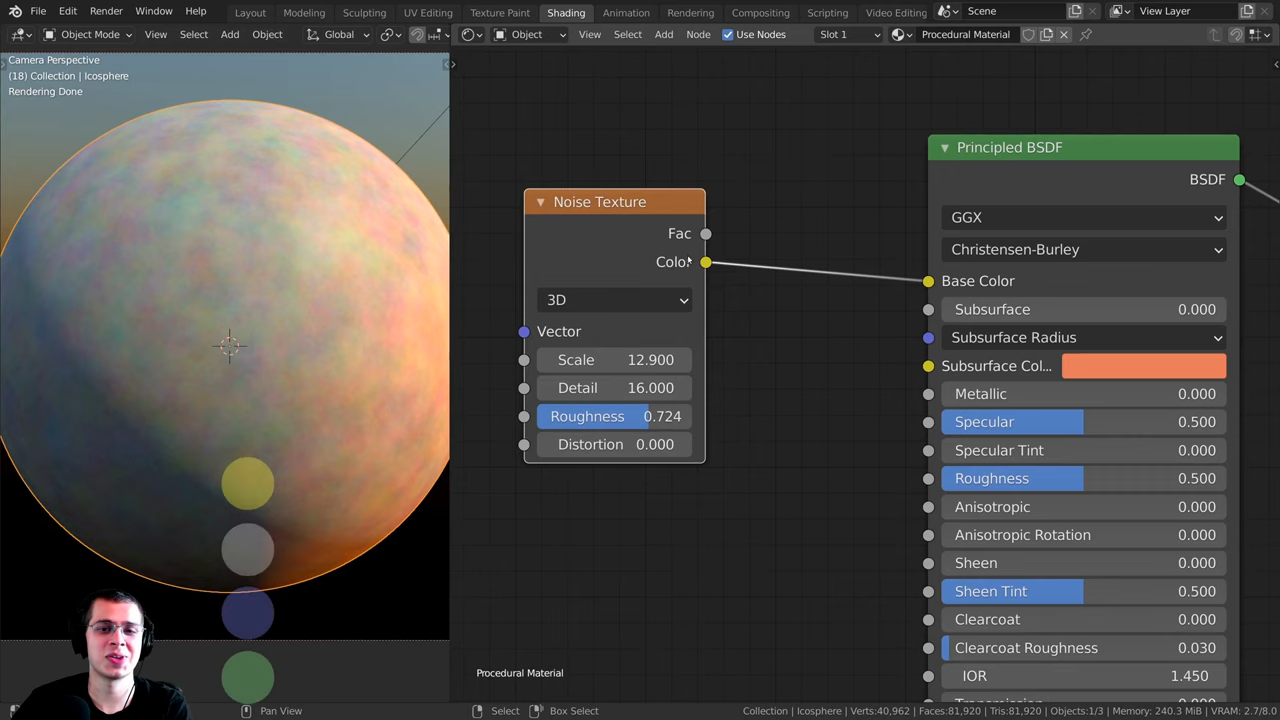 File Edit Render Window Help Layout Modeling Sculpting UV Editing Texture Paint Shading Animation Rendering Compositing Scripting Video Editing Scene View Layer
Object Mode View Select Add Object Global Object View Select Add Node Use Nodes Slot 1 Procedural Material
Camera Perspective
(18) Collection | Icosphere
Rendering Done
Noise Texture
Fac
Color
3D
Vector
Scale 12.900
Detail 16.000
Roughness 0.724
Distortion 0.000
Principled BSDF
BSDF
GGX
Christensen-Burley
Base Color
Subsurface 0.000
Subsurface Radius
Subsurface Col...
Metallic 0.000
Specular 0.500
Specular Tint 0.000
Roughness 0.500
Anisotropic 0.000
Anisotropic Rotation 0.000
Sheen 0.000
Sheen Tint 0.500
Clearcoat 0.000
Clearcoat Roughness 0.030
IOR 1.450
Procedural Material
Pan View Select Box Select Collection | Icosphere | Verts:40,962 | Faces:81,920 | Tris:81,920 | Objects:1/3 | Memory: 240.3 MiB | VRAM: 2.7/8.0